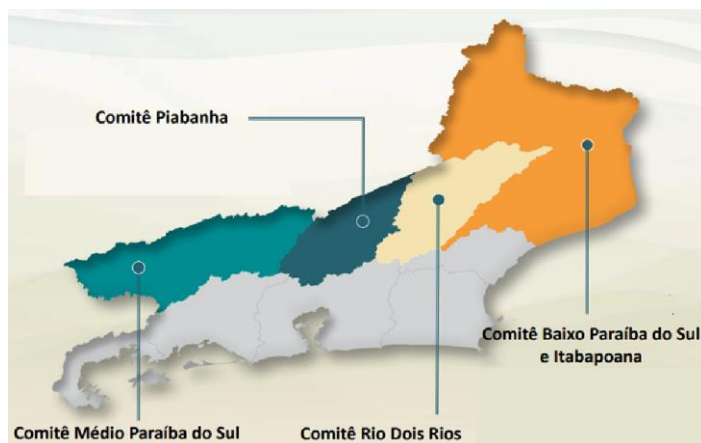 Comitê Piabanha
Comitê Baixo Paraíba do Sul
e Itabapoana
Comitê Médio Paraíba do Sul
Comitê Rio Dois Rios